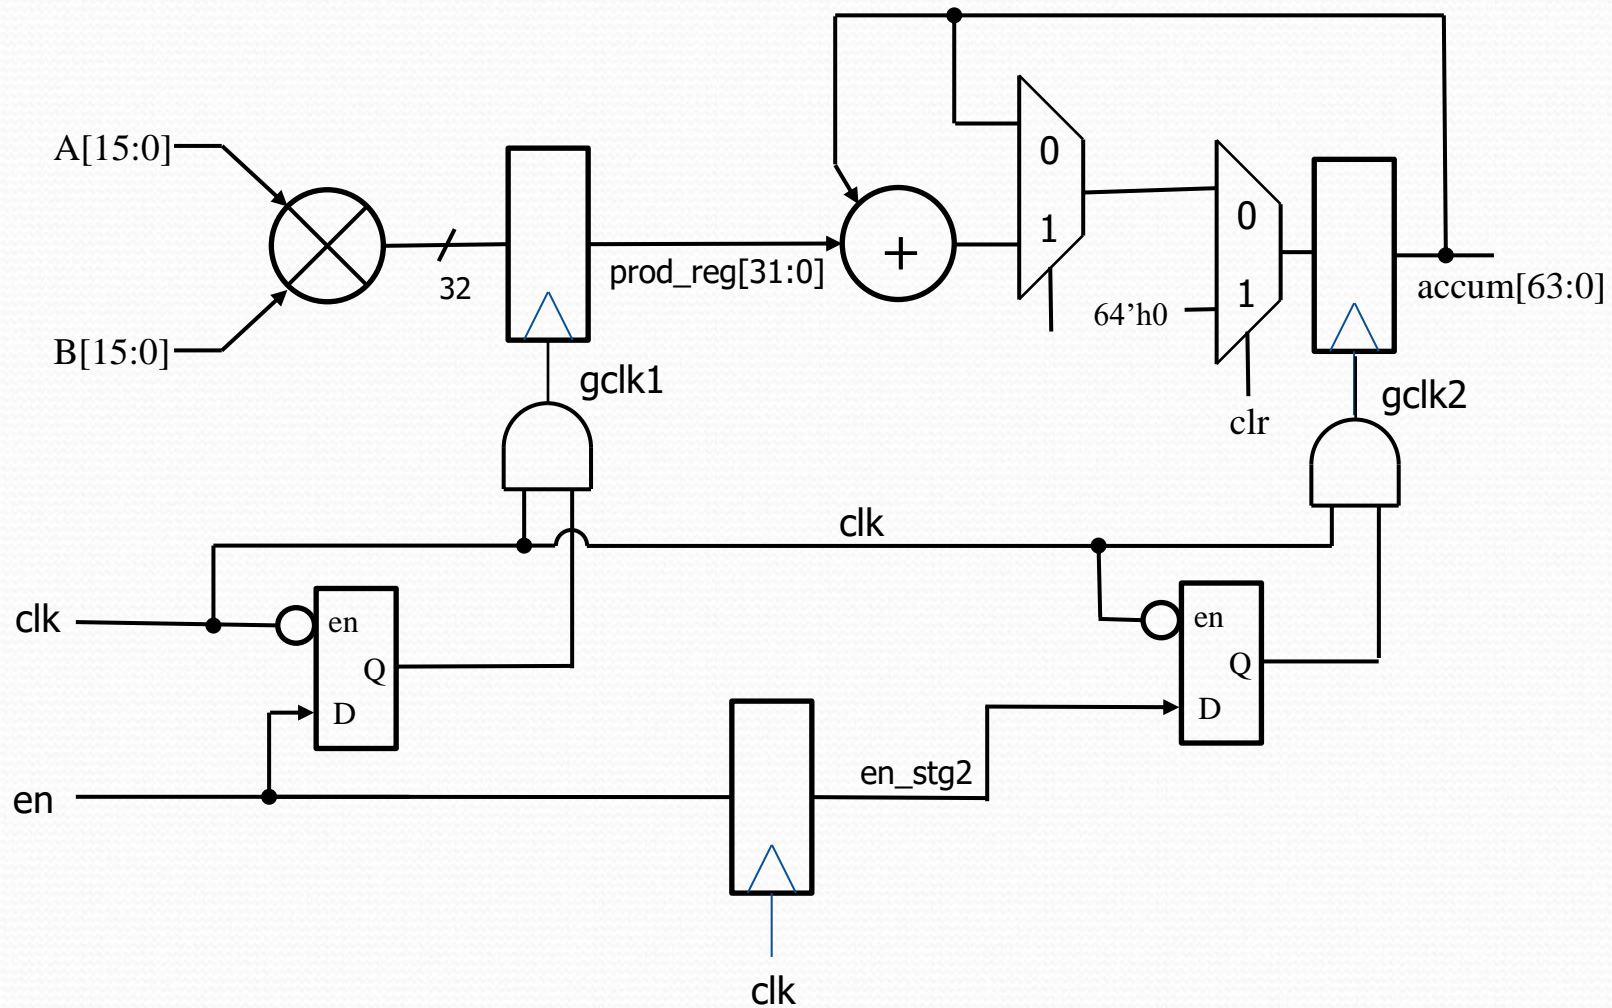 A[15:0]
B[15:0]
32
prod_reg[31:0]
+
0
1
64'h0
0
1
clr
accum[63:0]
gclk1
gclk2
clk
clk
en
Q
D
en
Q
D
en
en_stg2
clk